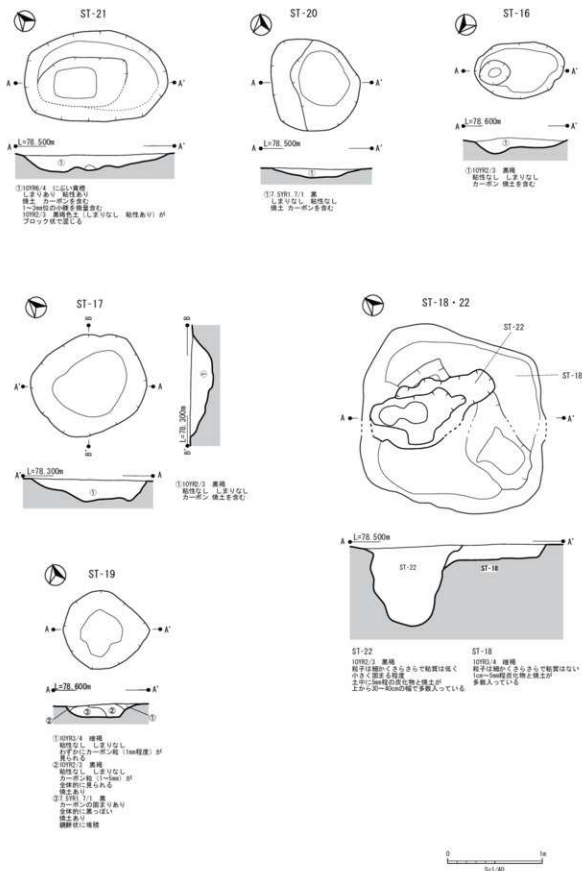 ST-21
A
A'
L=78.500m
A
A'
①
①10YR6/4 にぶい黄橙
しまりあり 粘性あり
焼土 カーボンを含む
1～3mm位の小礫を微量含む
10YR2/3 黒褐色土(しまりなし 粘性あり)が
ブロック状で混じる
ST-20
A
A'
L=78.500m
A
A'
①
①7.5YR1.7/1 黒
しまりなし 粘性なし
焼土 カーボンを含む
ST-16
A
A'
L=78.600m
A
A'
①
①10YR2/3 黒褐
粘性なし しまりなし
カーボン 焼土を含む
ST-17
B
A'
A
B'
B
L=78.300m
B'
①
L=78.300m
A'
A
①
①10YR2/3 黒褐
粘性なし しまりなし
カーボン 焼土を含む
ST-18・22
ST-22
ST-18
A
A'
L=78.500m
A
A'
ST-22
ST-18
ST-22
10YR2/3 黒褐
粒子は細かくさらさらで粘質は低く
小さく固まる程度
土中に5mm程の炭化物と焼土が
上から30～40cmの幅で多数入っている
ST-18
10YR3/4 暗褐
粒子は細かくさらさらで粘質はない
1cm～5mm程炭化物と焼土が
多数入っている
ST-19
A
A'
L=78.600m
A
A'
②
③
②
①
①10YR3/4 暗褐
粘性なし しまりなし
わずかにカーボン粒(1mm程度)が
見られる
②10YR2/3 黒褐
粘性なし しまりなし
カーボン粒(1～5mm)が
全体的に見られる
焼土あり
③7.5YR1.7/1 黒
カーボンの固まりあり
全体的に黒っぽい
焼土あり
0
1m
S=1/40